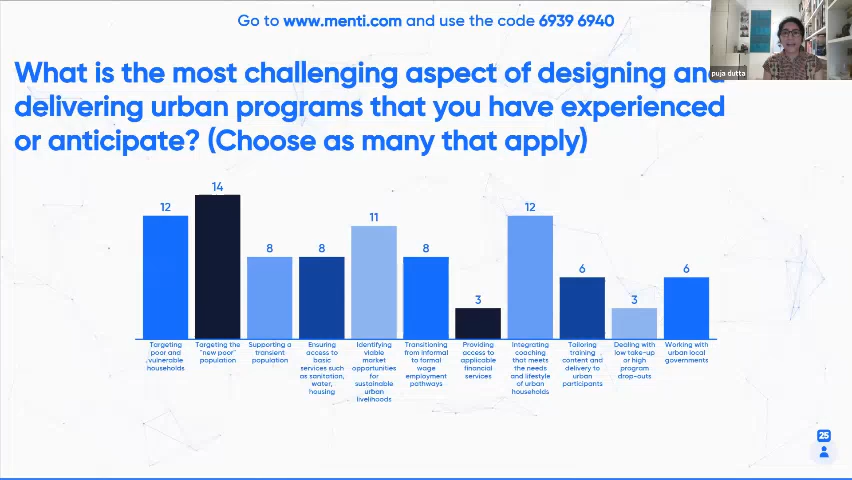 Go to www.menti.com and use the code 6939 6940
puja dutta
What is the most challenging aspect of designing and
delivering urban programs that you have experienced
or anticipate? (Choose as many that apply)
12
14
8
8
11
8
3
12
6
3
6
Targeting
poor and
vulnerable
households
Targeting the
"new poor"
population
Supporting a
transient
population
Ensuring
access to
basic
services such
as sanitation,
water,
housing
Identifying
viable
market
opportunities
for
sustainable
urban
livelihoods
Transitioning
from informal
to formal
wage
employment
pathways
Providing
access to
applicable
financial
services
Integrating
coaching
that meets
the needs
and lifestyle
of urban
households
Tailoring
training
content and
delivery to
urban
participants
Dealing with
low take-up
or high
program
drop-outs
Working with
urban local
governments
25